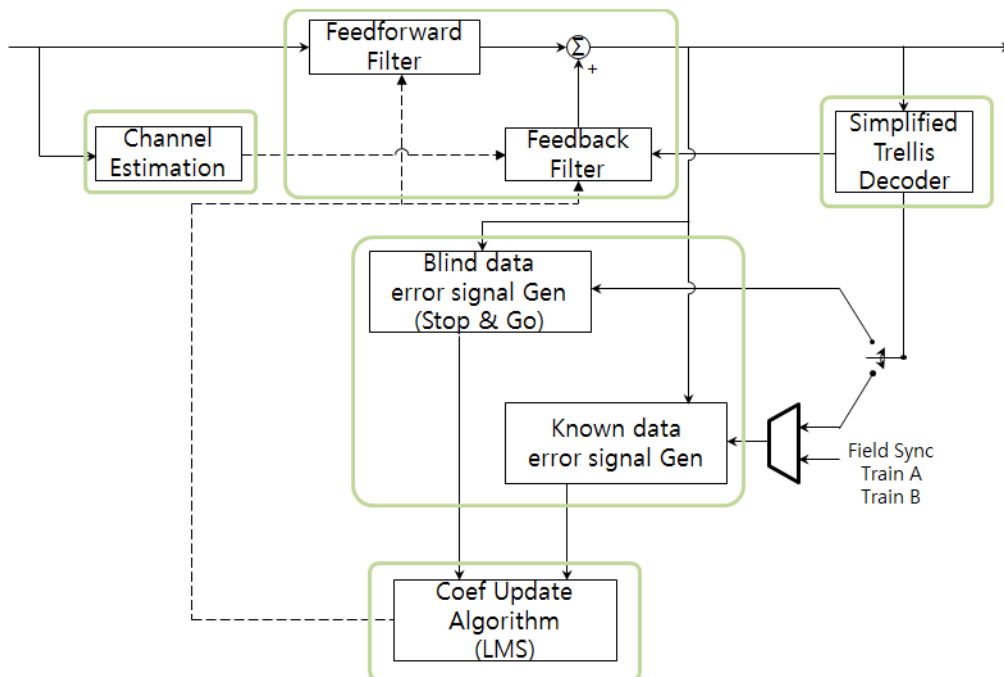 Feedforward
Filter
Σ
+
Channel
Estimation
Feedback
Filter
Simplified
Trellis
Decoder
Blind data
error signal Gen
(Stop & Go)
Known data
error signal Gen
Field Sync
Train A
Train B
Coef Update
Algorithm
(LMS)